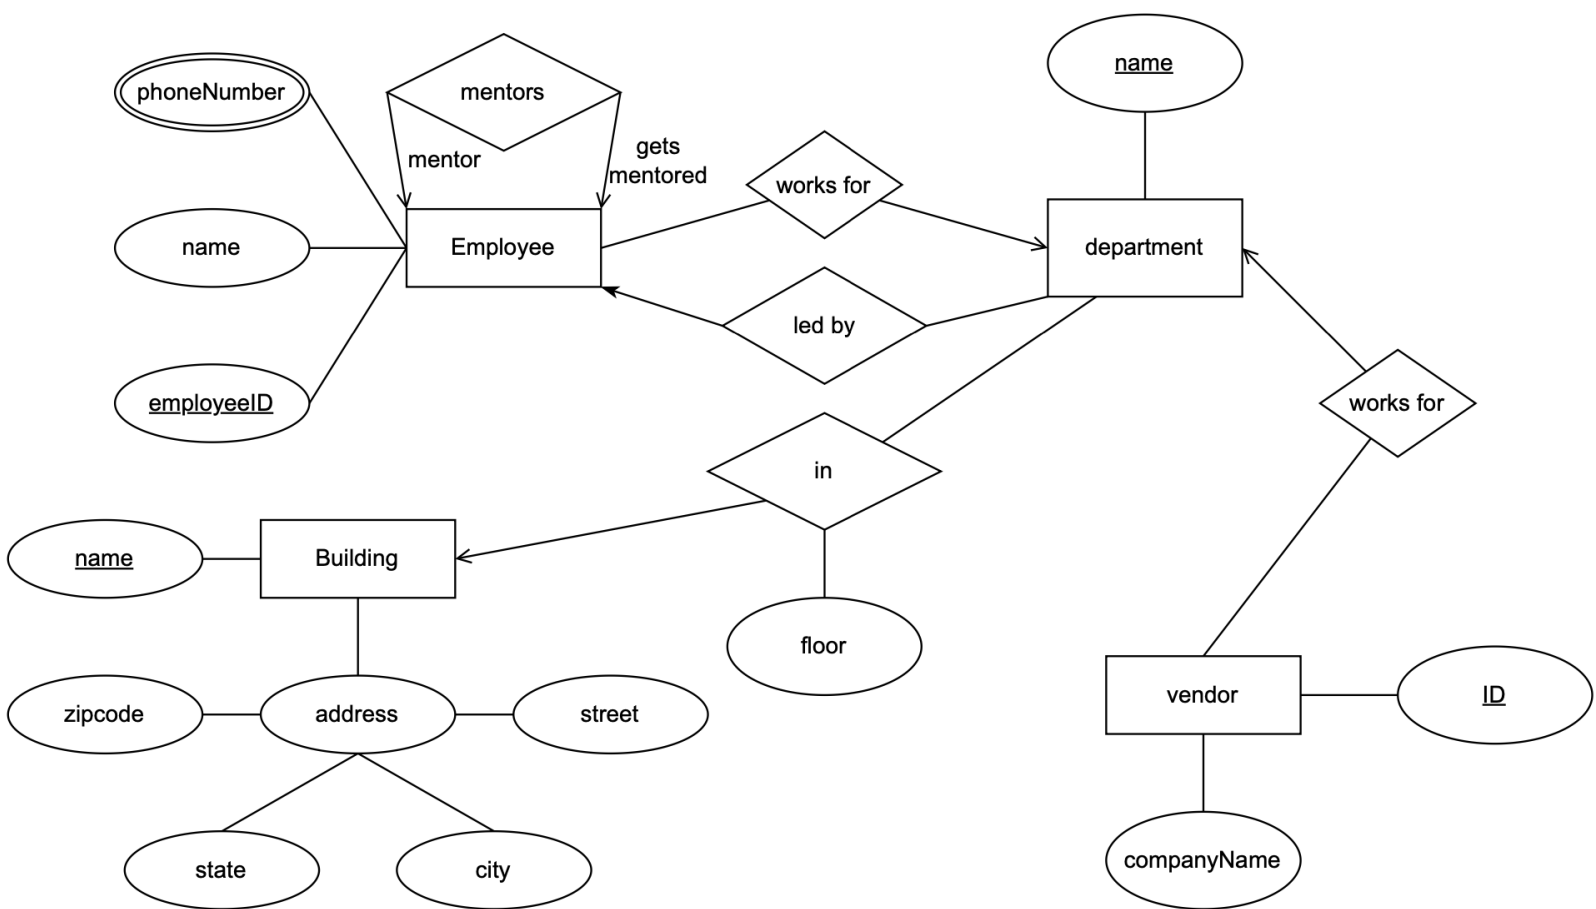 name
phoneNumber
mentors
mentor
gets
mentored
works for
name
Employee
department
led by
employeeID
works for
in
name
Building
floor
zipcode
address
street
vendor
ID
state
city
companyName